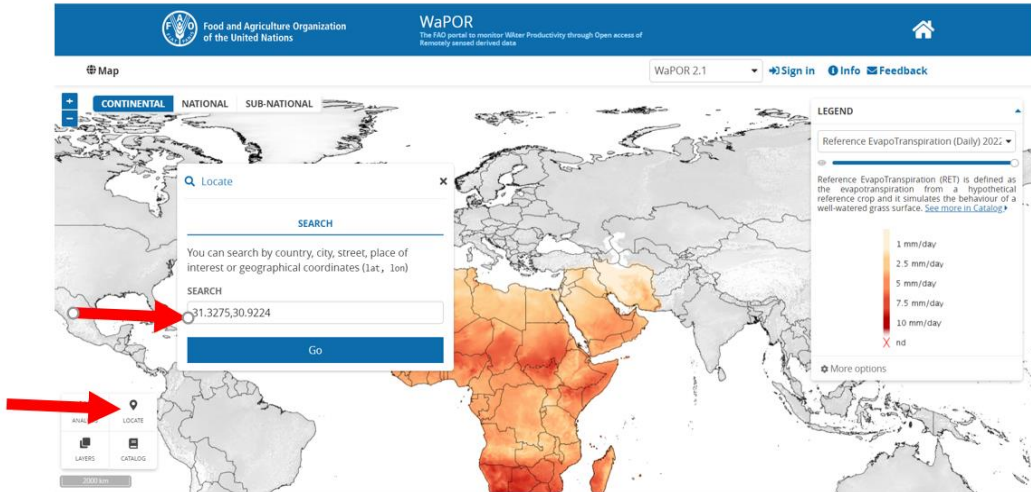 Food and Agriculture Organization
of the United Nations
WaPOR
The FAO portal to monitor WAter Productivity through Open access of
Remotely sensed derived data
Map
WaPOR 2.1
Sign in
Info
Feedback
+
-
CONTINENTAL
NATIONAL
SUB-NATIONAL
Locate
×
SEARCH
You can search by country, city, street, place of
interest or geographical coordinates (lat, lon)
SEARCH
31.3275,30.9224
Go
LOCATE
LAYERS
CATALOG
2000 km
LEGEND
Reference EvapoTranspiration (Daily)
Reference EvapoTranspiration (RET) is defined as
the evapotranspiration from a hypothetical
reference crop and it simulates the behaviour of a
well-watered grass surface. See more in Catalog
1 mm/day
2.5 mm/day
5 mm/day
7.5 mm/day
10 mm/day
nd
More options